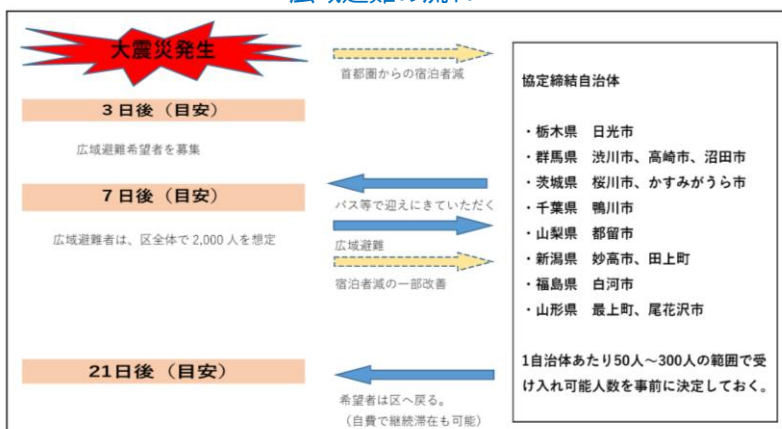 大震災発生
首都圏からの宿泊者減
3日後（目安）
広域避難希望者を募集
7日後（目安）
バス等で迎えにきていただく
広域避難者は、区全体で2,000人を想定
広域避難
宿泊者減の一部改善
21日後（目安）
希望者は区へ戻る。
（自費で継続滞在も可能）
協定締結自治体
・栃木県　日光市
・群馬県　渋川市、高崎市、沼田市
・茨城県　桜川市、かすみがうら市
・千葉県　鴨川市
・山梨県　都留市
・新潟県　妙高市、田上町
・福島県　白河市
・山形県　最上町、尾花沢市
1自治体あたり50人～300人の範囲で受
け入れ可能人数を事前に決定しておく。